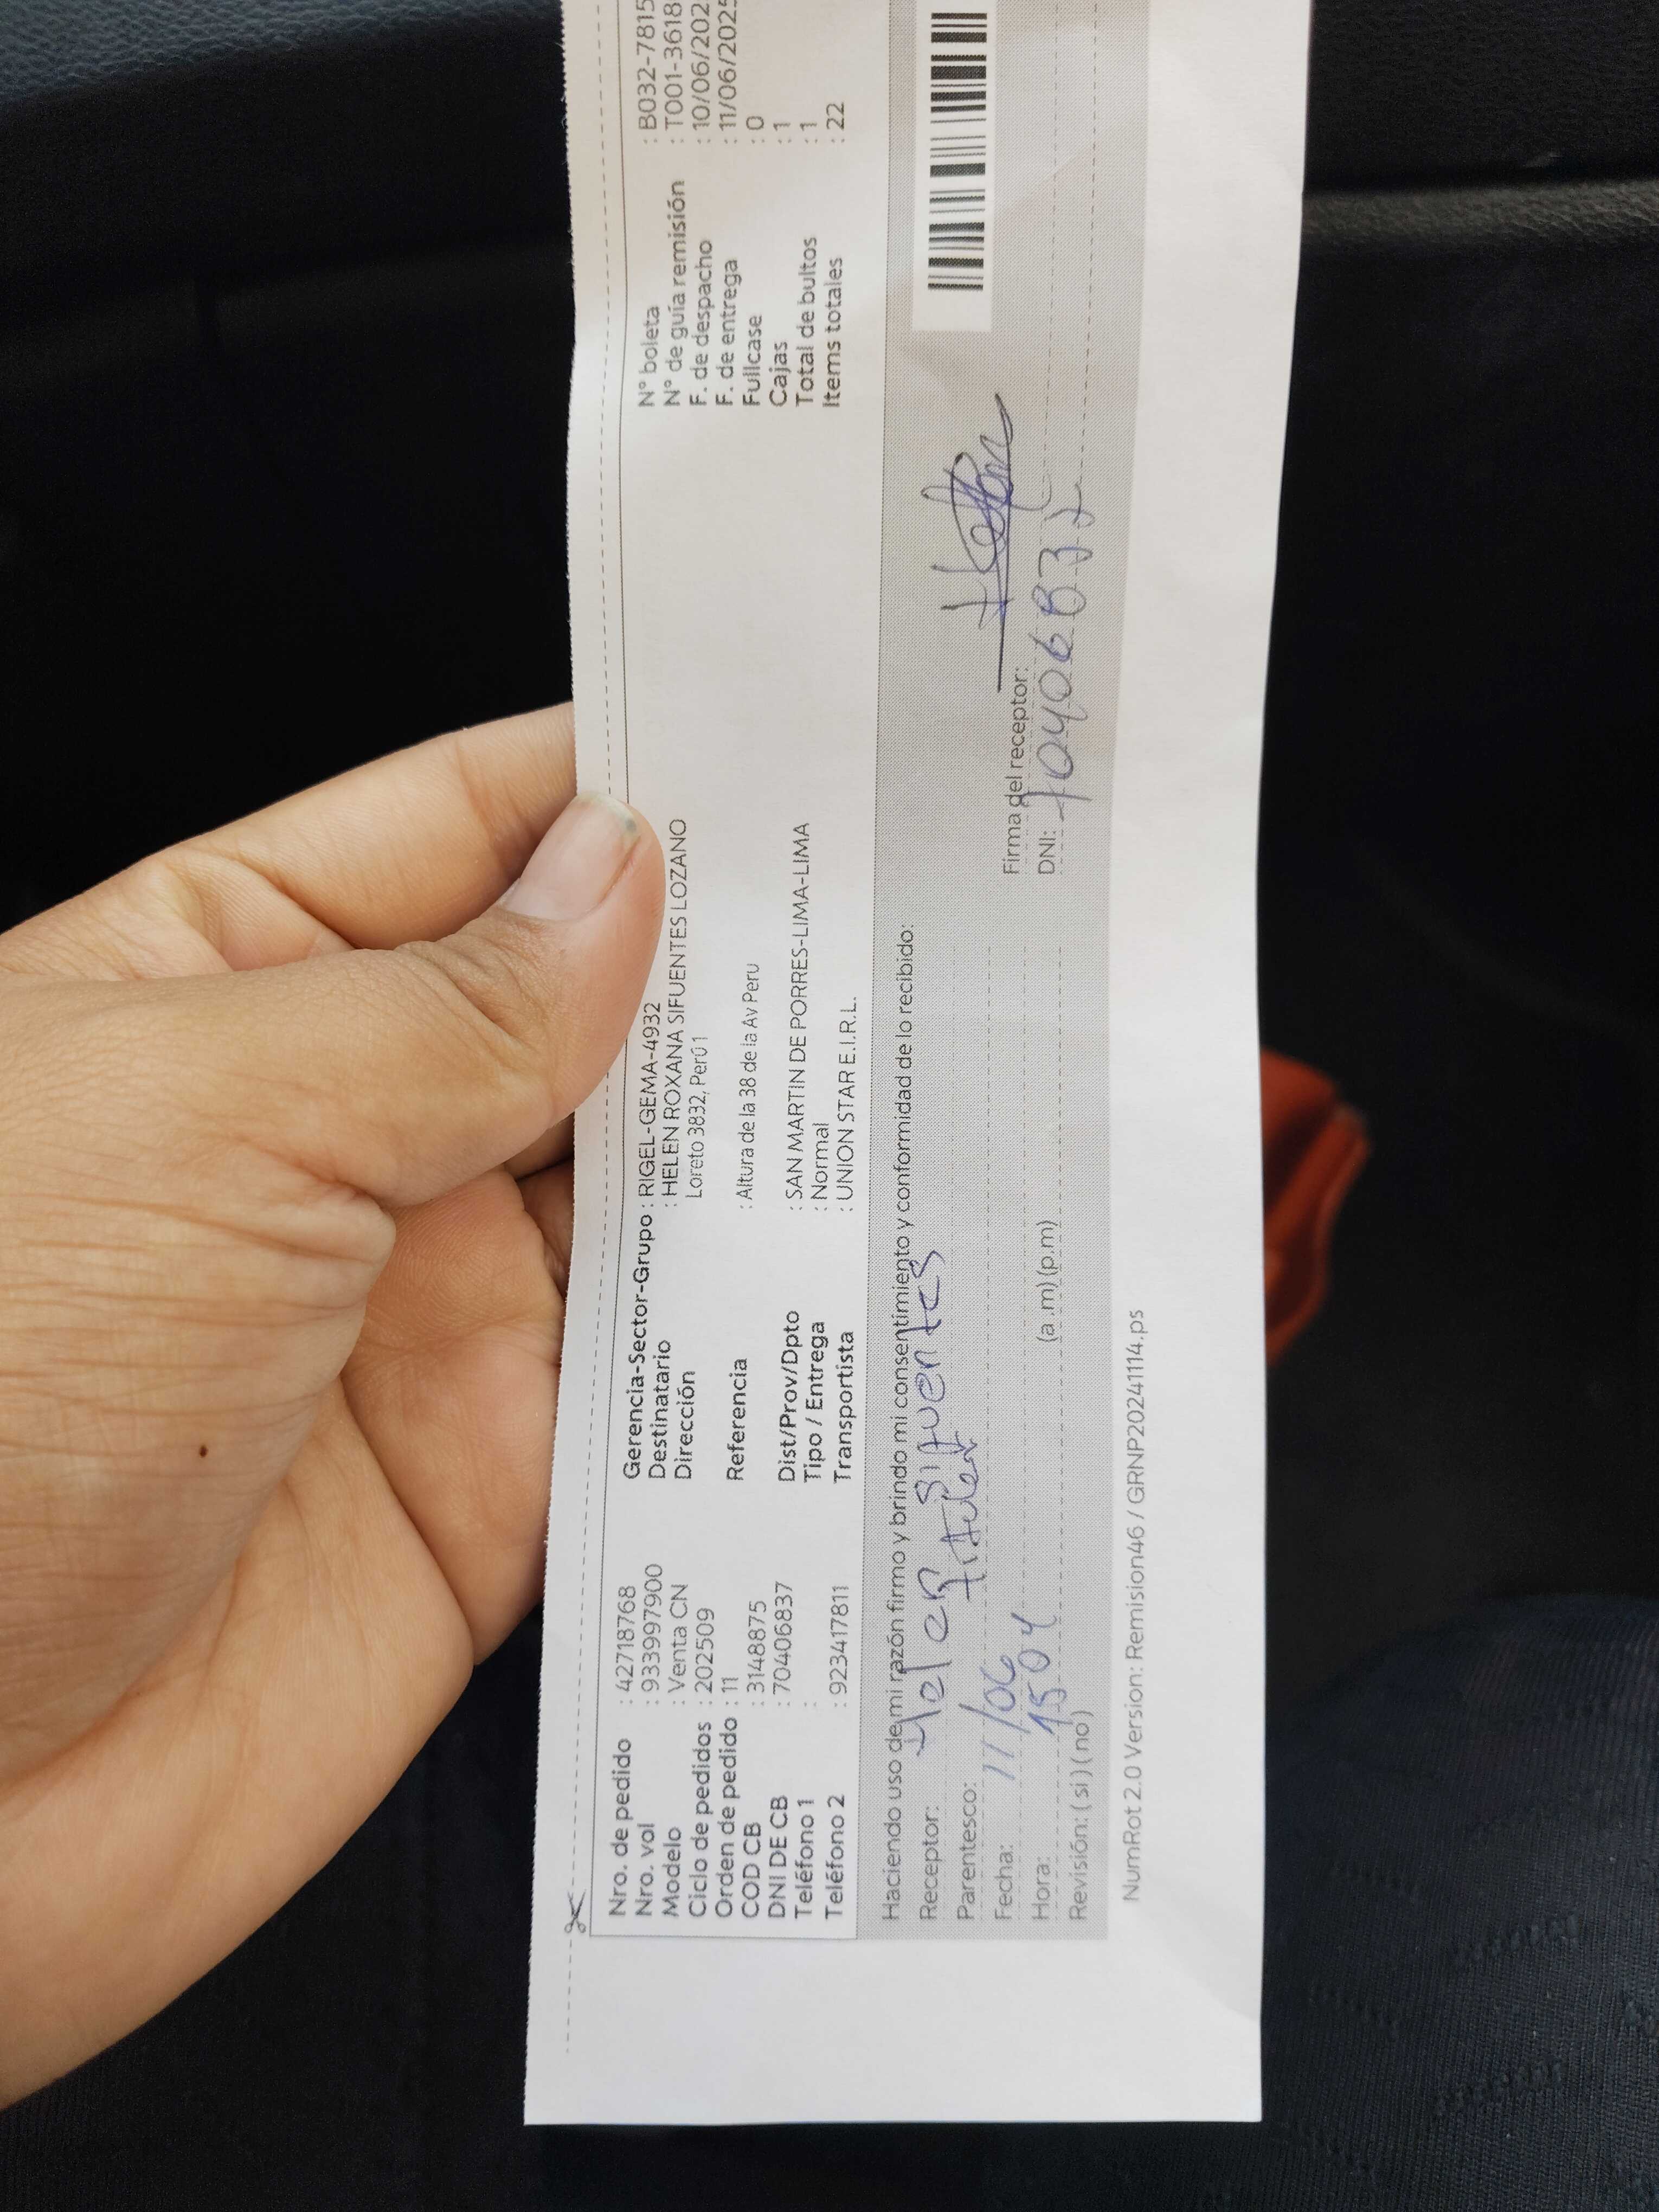 Nro. de pedido : 42718768
Nro. val : 933997900
Modelo : Venta CN
Ciclo de pedidos : 202509
Orden de pedido : 11
COD CB : 3148875
DNI DE CB : 70406837
Teléfono 1 :
Teléfono 2 : 923417811
Gerencia-Sector-Grupo : RIGEL-GEMA-4932
Destinatario : HELEN ROXANA SIFUENTES LOZANO
Dirección Loreto 3832, Perú 1
Referencia : Altura de la 38 de la Av Peru
Dist/Prov/Dpto : SAN MARTIN DE PORRES-LIMA-LIMA
Tipo / Entrega : Normal
Transportista : UNION STAR E.I.R.L.
N° boleta : B032-7815
N° de guía remisión : T001-3618
F. de despacho : 10/06/202
F. de entrega : 11/06/2025
Fullcase : 0
Cajas : 1
Total de bultos : 1
Items totales : 22
Haciendo uso de mi razón firmo y brindo mi consentimiento y conformidad de lo recibido:
Receptor: Helen Sifuentes
Parentesco: titular
Fecha: 11/06
Hora: 1504 (a .m) (p.m)
Revisión: ( si ) ( no )
Firma del receptor:
DNI: 70406837
NumRot 2.0 Version: Remision46 / GRNP20241114.ps